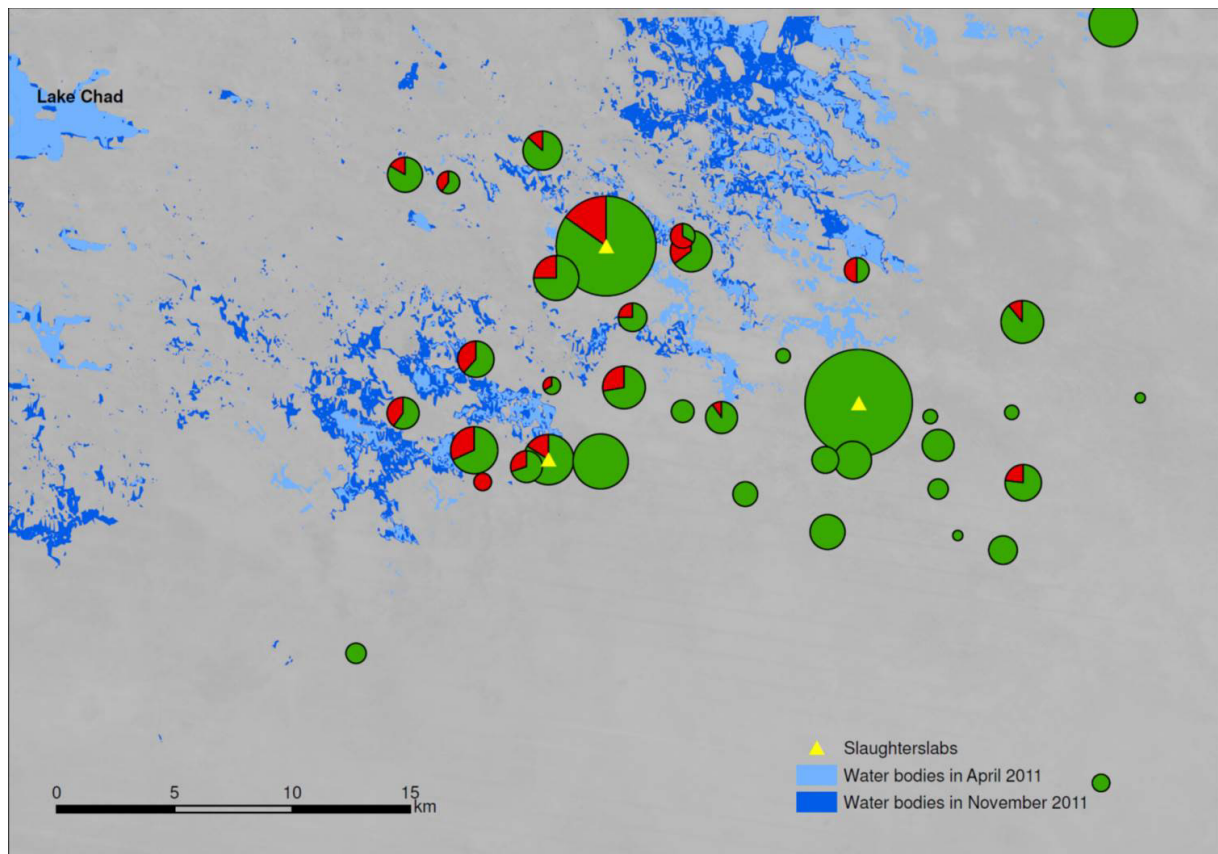 Lake Chad
Slaughterslabs
Water bodies in April 2011
Water bodies in November 2011
0 5 10 15
km